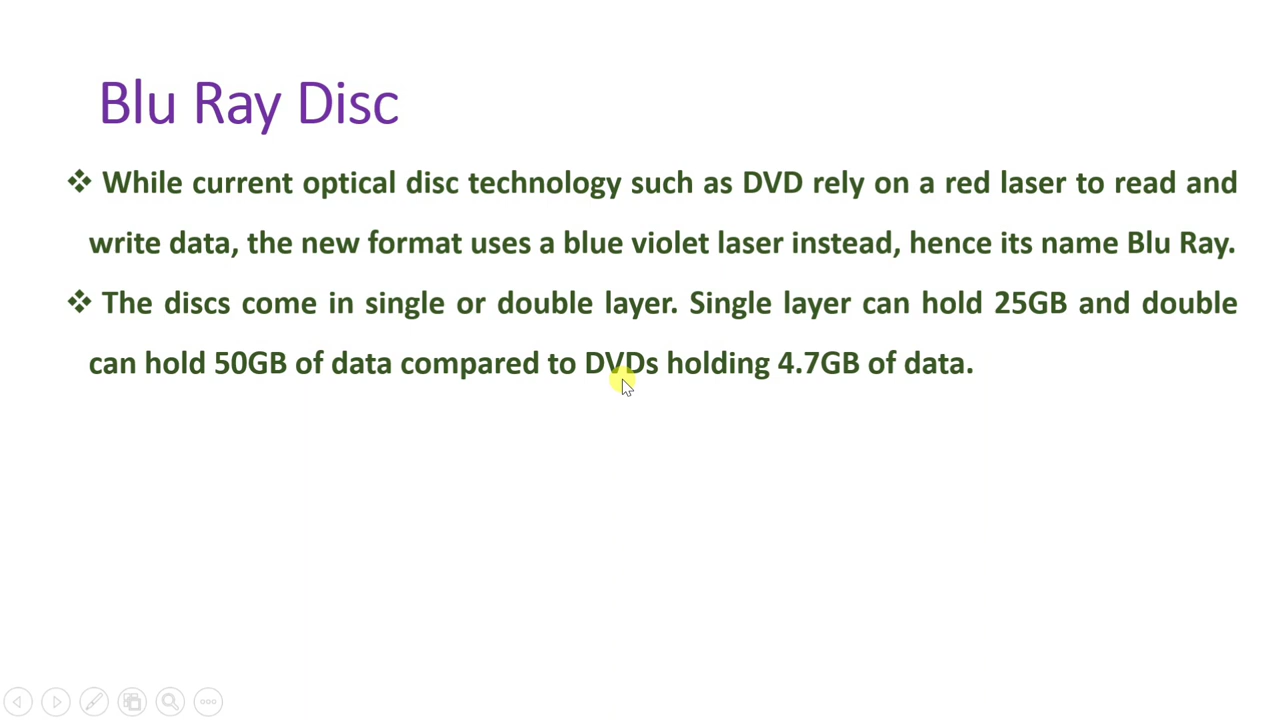 Blu Ray Disc
❖ While current optical disc technology such as DVD rely on a red laser to read and
write data, the new format uses a blue violet laser instead, hence its name Blu Ray.
❖ The discs come in single or double layer. Single layer can hold 25GB and double
can hold 50GB of data compared to DVDs holding 4.7GB of data.